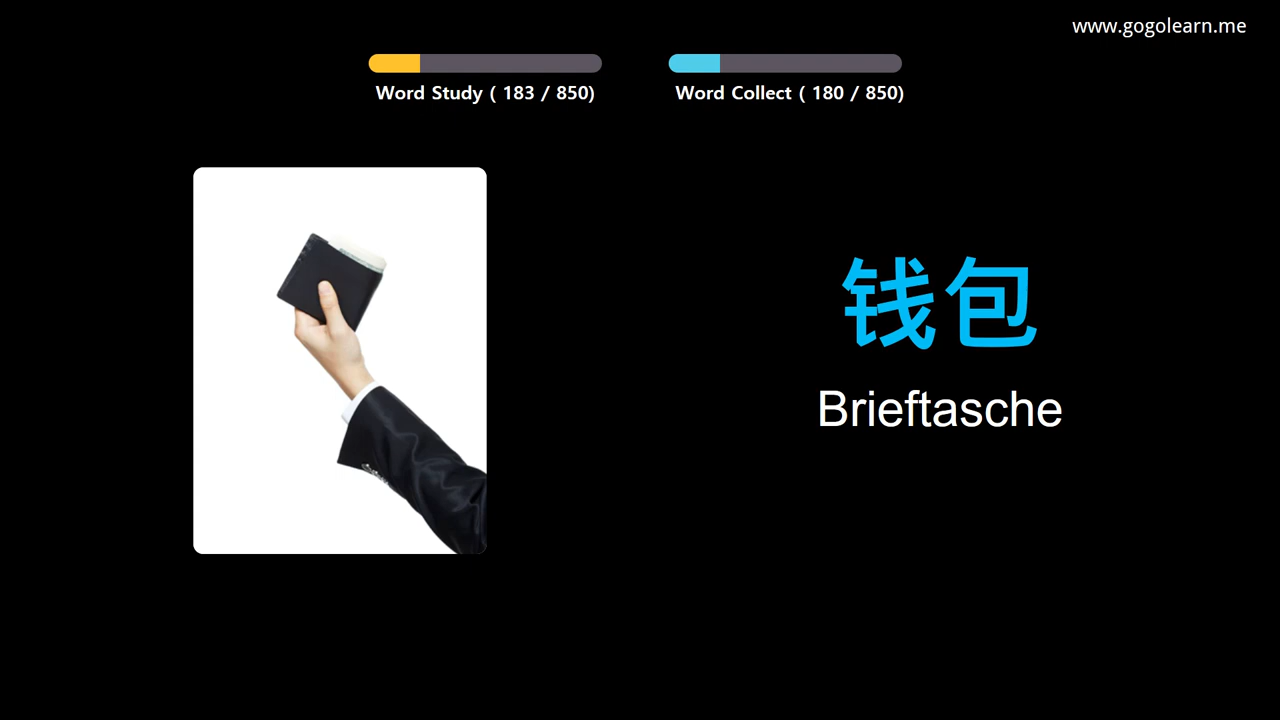 www.gogolearn.me
Word Study ( 183 / 850)
Word Collect ( 180 / 850)
钱包
Brieftasche